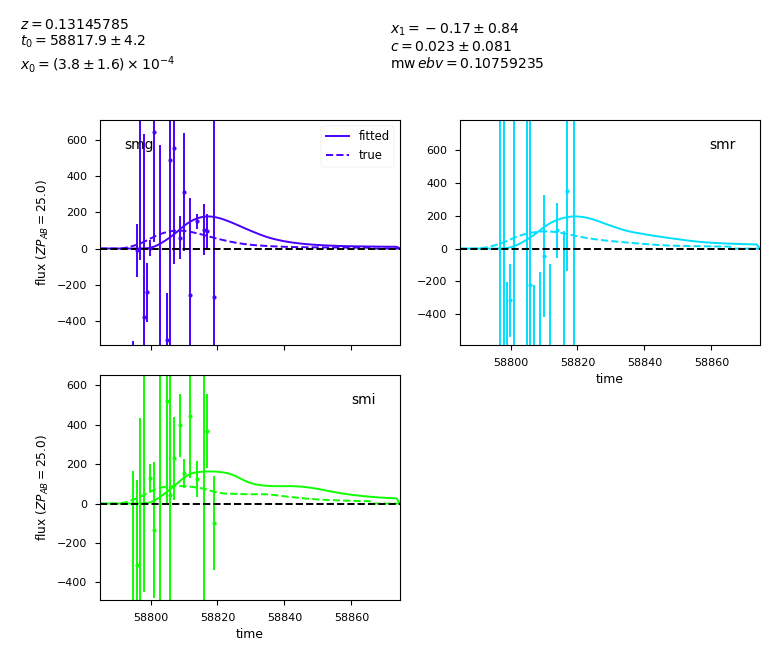 z = 0.13145785
t₀ = 58817.9 ± 4.2
x₀ = (3.8 ± 1.6) × 10⁻⁴
x₁ = −0.17 ± 0.84
c = 0.023 ± 0.081
mw ebv = 0.10759235
smg
fitted
true
600
400
200
0
−200
−400
flux (ZP_AB = 25.0)
smr
600
400
200
0
−200
−400
58800 58820 58840 58860
time
smi
600
400
200
0
−200
−400
flux (ZP_AB = 25.0)
58800 58820 58840 58860
time